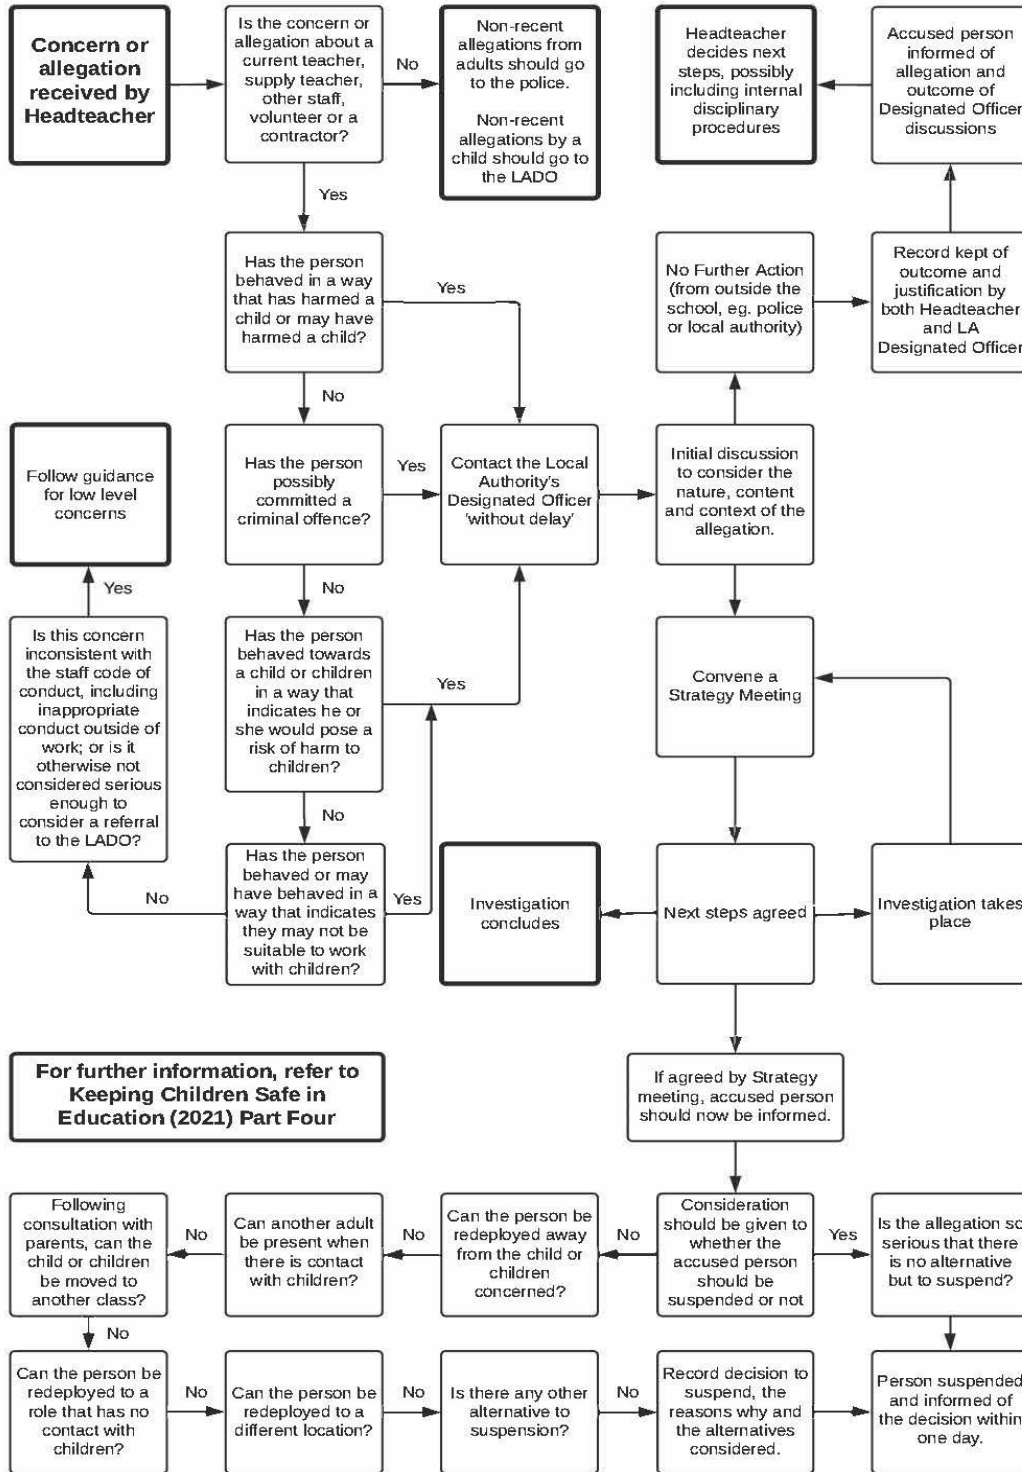 Concern or
allegation
received by
Headteacher
Is the concern or
allegation about a
current teacher,
supply teacher,
other staff,
volunteer or a
contractor?
No
Non-recent
allegations from
adults should go
to the police.
Non-recent
allegations by a
child should go to
the LADO
Headteacher
decides next
steps, possibly
including internal
disciplinary
procedures
Accused person
informed of
allegation and
outcome of
Designated Officer
discussions
Yes
Has the person
behaved in a way
that has harmed a
child or may have
harmed a child?
Yes
No Further Action
(from outside the
school, eg. police
or local authority)
Record kept of
outcome and
justification by
both Headteacher
and LA
Designated Officer
No
Follow guidance
for low level
concerns
Has the person
possibly
committed a
criminal offence?
Yes
Contact the Local
Authority's
Designated Officer
'without delay'
Initial discussion
to consider the
nature, content
and context of the
allegation.
Yes
No
Is this concern
inconsistent with
the staff code of
conduct, including
inappropriate
conduct outside of
work; or is it
otherwise not
considered serious
enough to
consider a referral
to the LADO?
Has the person
behaved towards
a child or children
in a way that
indicates he or
she would pose a
risk of harm to
children?
Yes
Convene a
Strategy Meeting
No
No
Has the person
behaved or may
have behaved in a
way that indicates
they may not be
suitable to work
with children?
Yes
Investigation
concludes
Next steps agreed
Investigation takes
place
For further information, refer to
Keeping Children Safe in
Education (2021) Part Four
If agreed by Strategy
meeting, accused person
should now be informed.
Following
consultation with
parents, can the
child or children
be moved to
another class?
No
Can another adult
be present when
there is contact
with children?
No
Can the person be
redeployed away
from the child or
children
concerned?
No
Consideration
should be given to
whether the
accused person
should be
suspended or not
Yes
Is the allegation so
serious that there
is no alternative
but to suspend?
No
Can the person be
redeployed to a
role that has no
contact with
children?
No
Can the person be
redeployed to a
different location?
No
Is there any other
alternative to
suspension?
No
Record decision to
suspend, the
reasons why and
the alternatives
considered.
Person suspended
and informed of
the decision within
one day.